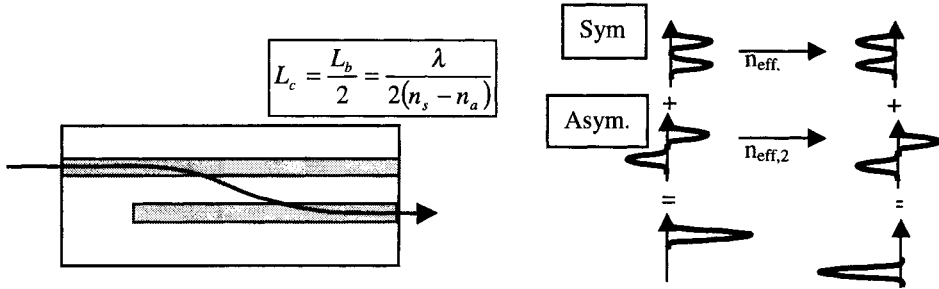 L_c = L_b/2 = λ/2(n_s − n_a)
Sym
n_eff.
+
+
Asym.
n_eff,2
=
=